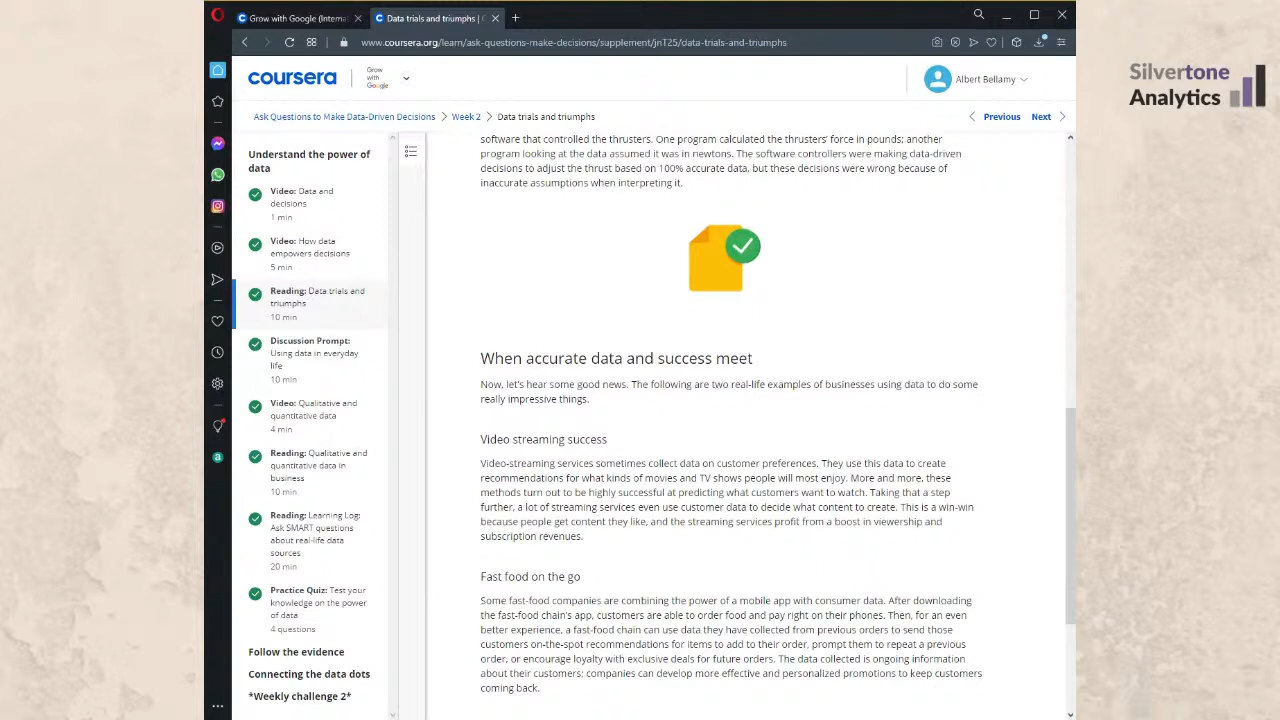 Grow with Google (Interna
Data trials and triumphs |
www.coursera.org/learn/ask-questions-make-decisions/supplement/jnT25/data-trials-and-triumphs
Silvertone
Analytics
coursera
Grow
with
Google
Albert Bellamy
Ask Questions to Make Data-Driven Decisions
Week 2
Data trials and triumphs
Previous
Next
Understand the power of
data
Video: Data and
decisions
1 min
Video: How data
empowers decisions
5 min
Reading: Data trials and
triumphs
10 min
Discussion Prompt:
Using data in everyday
life
10 min
Video: Qualitative and
quantitative data
4 min
Reading: Qualitative and
quantitative data in
business
10 min
Reading: Learning Log:
Ask SMART questions
about real-life data
sources
20 min
Practice Quiz: Test your
knowledge on the power
of data
4 questions
Follow the evidence
Connecting the data dots
*Weekly challenge 2*
software that controlled the thrusters. One program calculated the thrusters' force in pounds; another
program looking at the data assumed it was in newtons. The software controllers were making data-driven
decisions to adjust the thrust based on 100% accurate data, but these decisions were wrong because of
inaccurate assumptions when interpreting it.
When accurate data and success meet
Now, let's hear some good news. The following are two real-life examples of businesses using data to do some
really impressive things.
Video streaming success
Video-streaming services sometimes collect data on customer preferences. They use this data to create
recommendations for what kinds of movies and TV shows people will most enjoy. More and more, these
methods turn out to be highly successful at predicting what customers want to watch. Taking that a step
further, a lot of streaming services even use customer data to decide what content to create. This is a win-win
because people get content they like, and the streaming services profit from a boost in viewership and
subscription revenues.
Fast food on the go
Some fast-food companies are combining the power of a mobile app with consumer data. After downloading
the fast-food chain's app, customers are able to order food and pay right on their phones. Then, for an even
better experience, a fast-food chain can use data they have collected from previous orders to send those
customers on-the-spot recommendations for items to add to their order, prompt them to repeat a previous
order, or encourage loyalty with exclusive deals for future orders. The data collected is ongoing information
about their customers; companies can develop more effective and personalized promotions to keep customers
coming back.